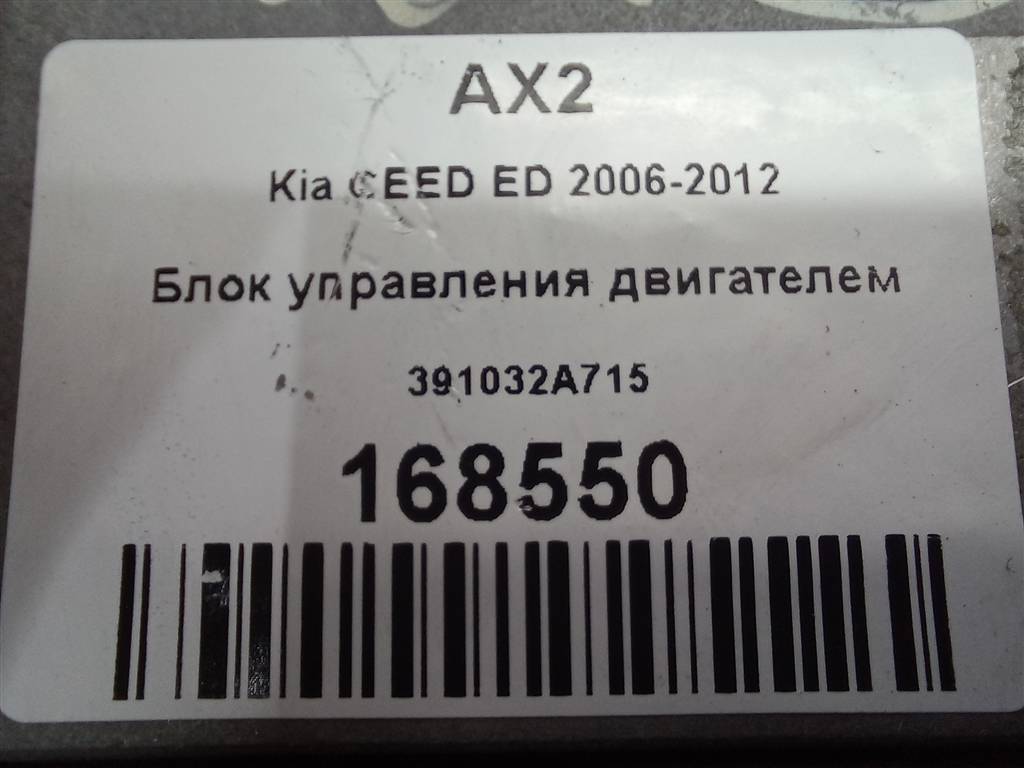 AX2
Kia CEED ED 2006-2012
Блок управления двигателем
391032A715
168550